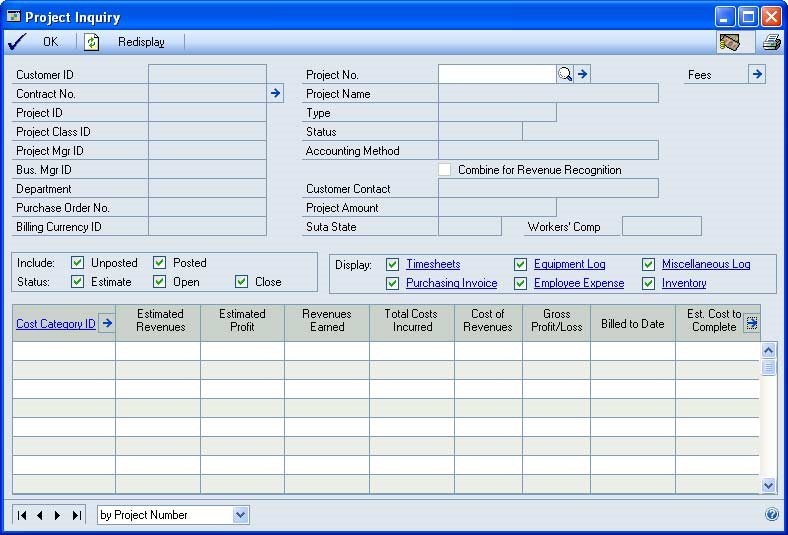 Project Inquiry
OK Redisplay
Customer ID
Contract No.
Project ID
Project Class ID
Project Mgr ID
Bus. Mgr ID
Department
Purchase Order No.
Billing Currency ID
Project No.
Project Name
Type
Status
Accounting Method
Combine for Revenue Recognition
Customer Contact
Project Amount
Suta State Workers' Comp
Fees
Include: Unposted Posted
Status: Estimate Open Close
Display: Timesheets Equipment Log Miscellaneous Log
Purchasing Invoice Employee Expense Inventory
Cost Category ID
Estimated Revenues
Estimated Profit
Revenues Earned
Total Costs Incurred
Cost of Revenues
Gross Profit/Loss
Billed to Date
Est. Cost to Complete
by Project Number